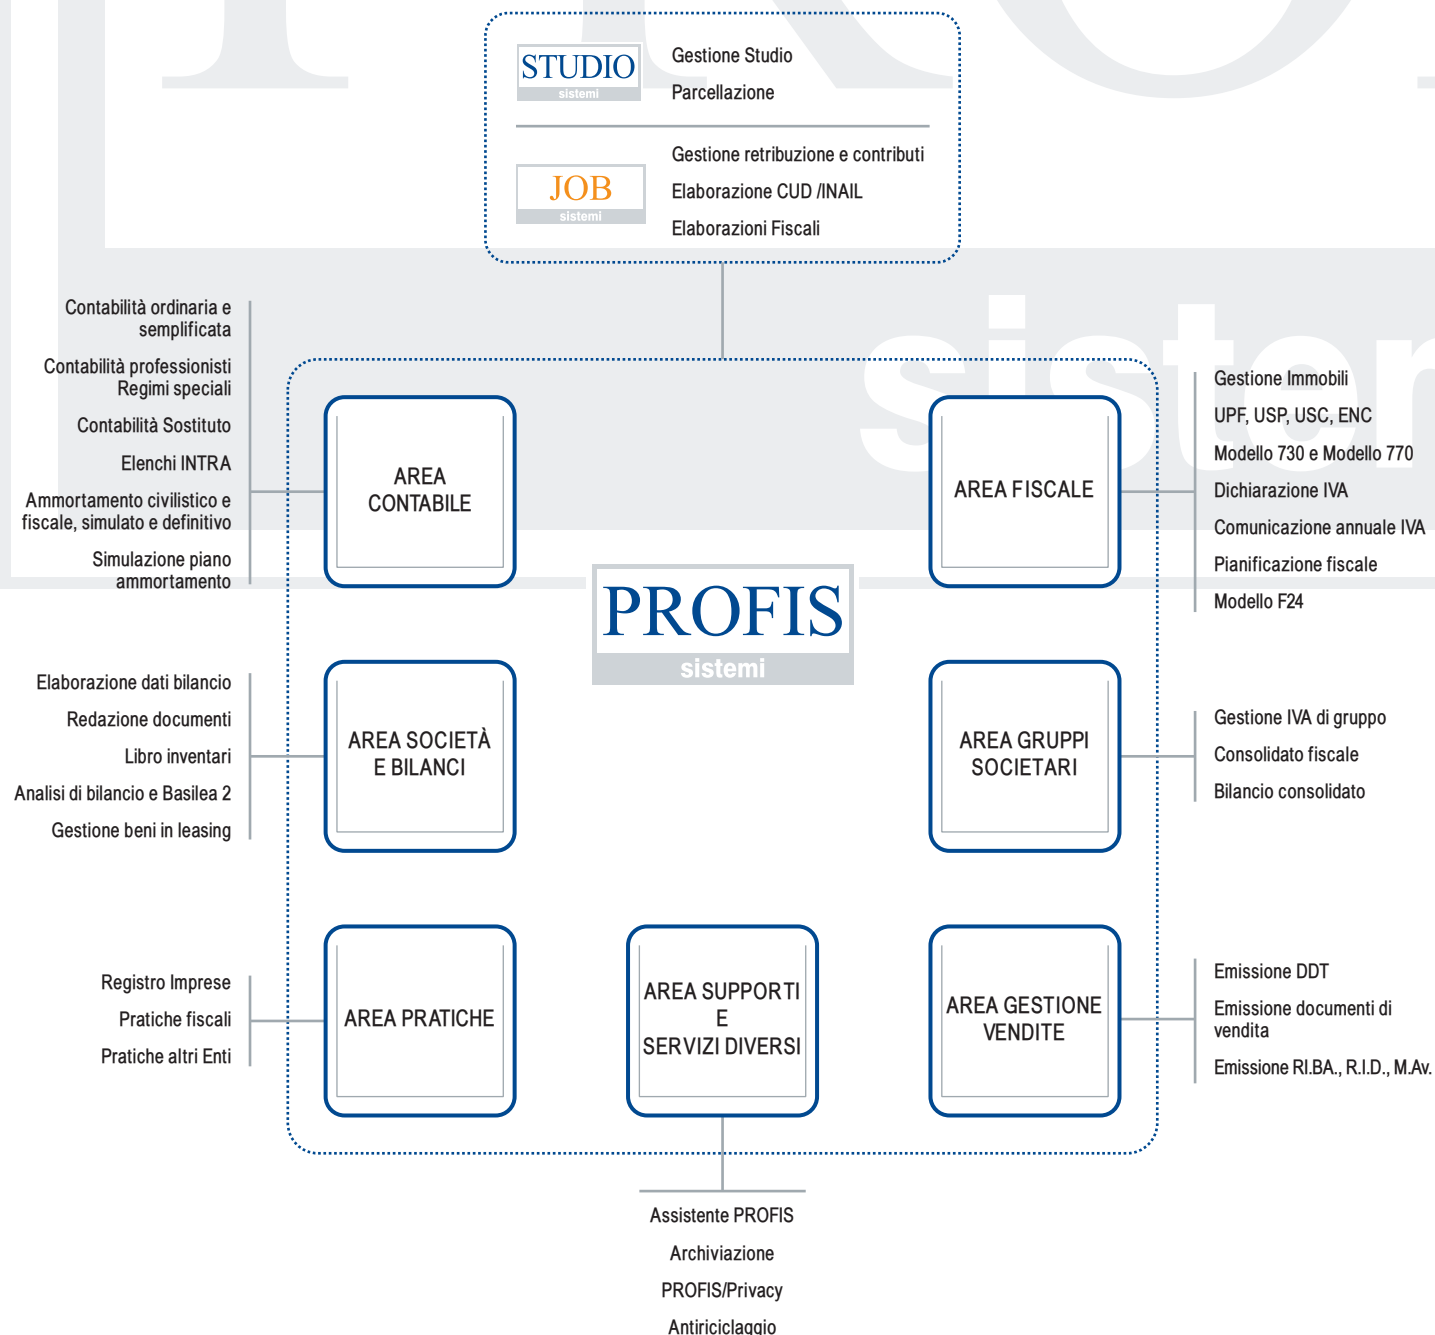 STUDIO
sistemi
Gestione Studio
Parcellazione
JOB
sistemi
Gestione retribuzione e contributi
Elaborazione CUD /INAIL
Elaborazioni Fiscali
Contabilità ordinaria e
semplificata
Contabilità professionisti
Regimi speciali
Contabilità Sostituto
Elenchi INTRA
Ammortamento civilistico e
fiscale, simulato e definitivo
Simulazione piano
ammortamento
AREA
CONTABILE
AREA FISCALE
Gestione Immobili
UPF, USP, USC, ENC
Modello 730 e Modello 770
Dichiarazione IVA
Comunicazione annuale IVA
Pianificazione fiscale
Modello F24
PROFIS
sistemi
Elaborazione dati bilancio
Redazione documenti
Libro inventari
Analisi di bilancio e Basilea 2
Gestione beni in leasing
AREA SOCIETÀ
E BILANCI
AREA GRUPPI
SOCIETARI
Gestione IVA di gruppo
Consolidato fiscale
Bilancio consolidato
Registro Imprese
Pratiche fiscali
Pratiche altri Enti
AREA PRATICHE
AREA SUPPORTI
E
SERVIZI DIVERSI
AREA GESTIONE
VENDITE
Emissione DDT
Emissione documenti di
vendita
Emissione RI.BA., R.I.D., M.Av.
Assistente PROFIS
Archiviazione
PROFIS/Privacy
Antiriciclaggio